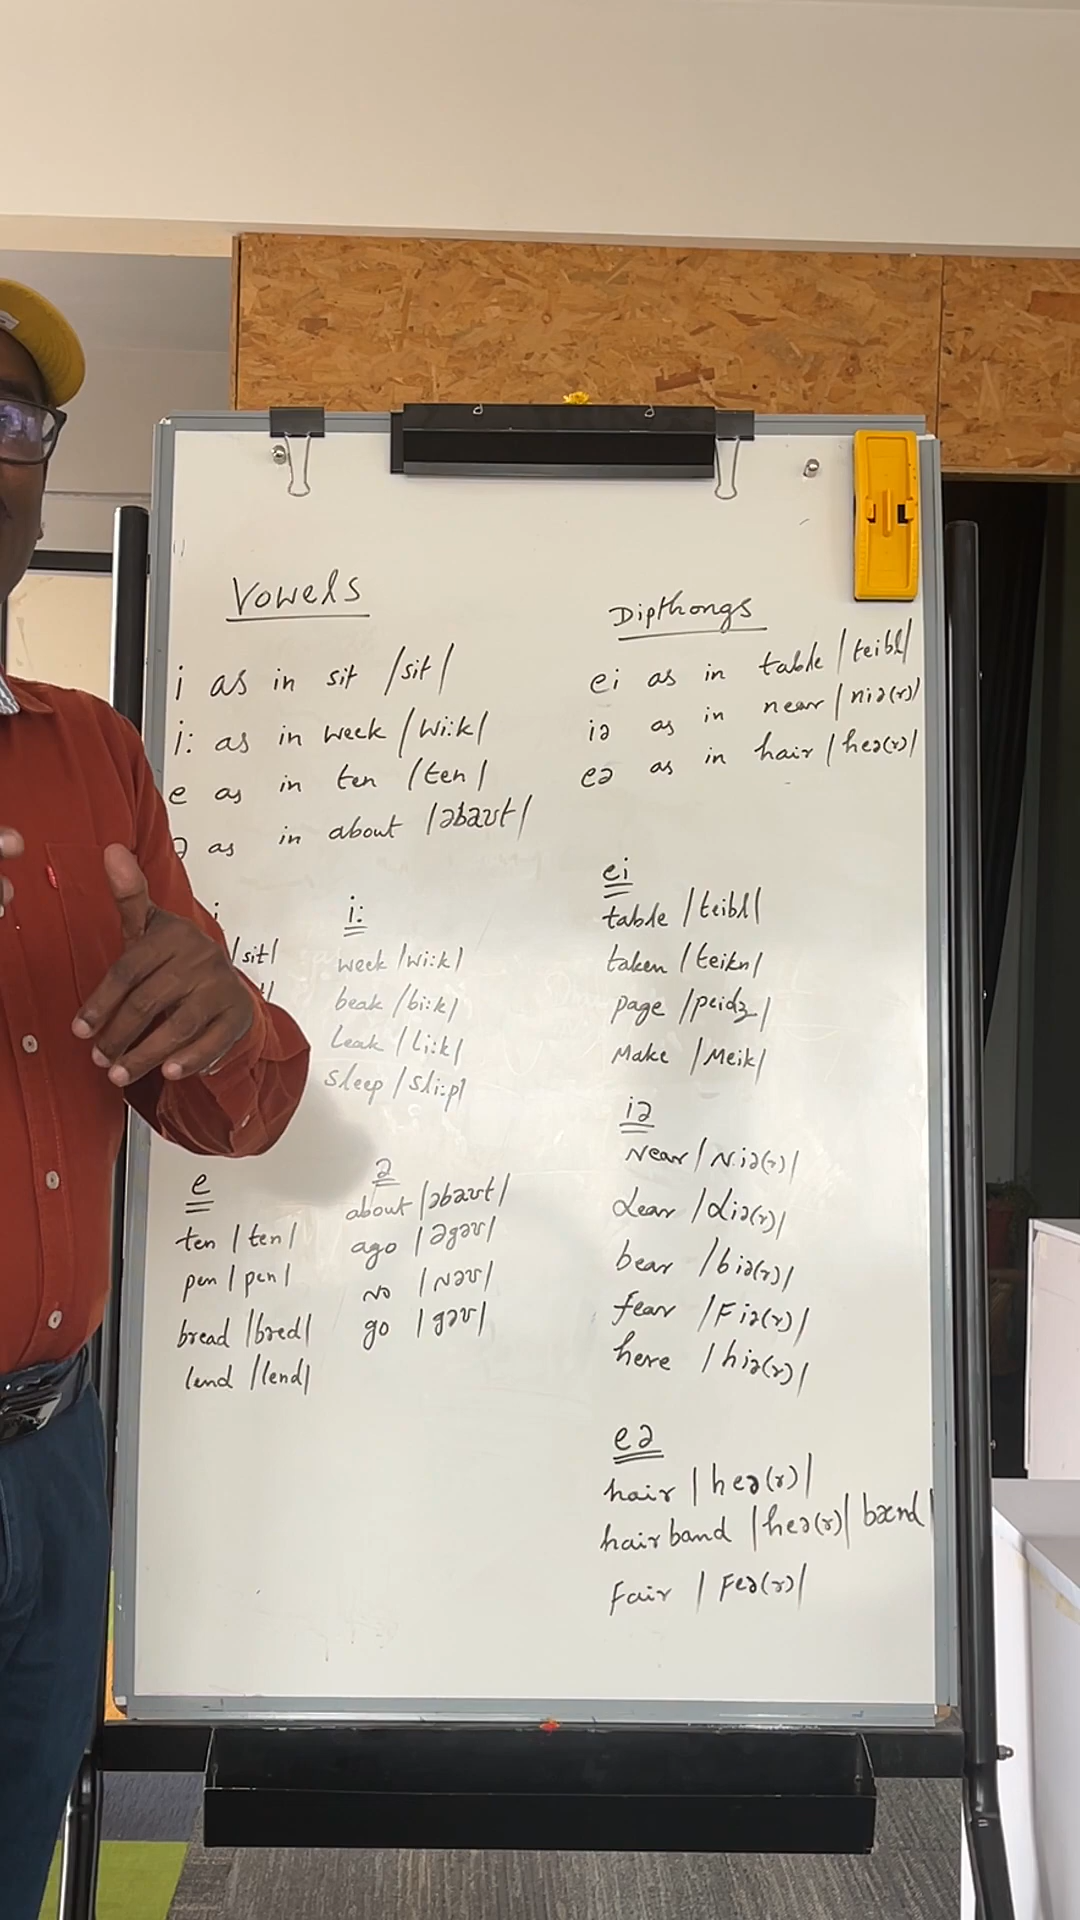 Vowels
i as in sit /sit/
i: as in week /wi:k/
e as in ten /ten/
ə as in about /əbaʊt/
i
/sit/
i:
week /wi:k/
beak /bi:k/
Leak /li:k/
sleep /sli:p/
e
ten /ten/
pen /pen/
bread /bred/
lend /lend/
ə
about /əbaʊt/
ago /əgəʊ/
No /Nəʊ/
go /gəʊ/
Dipthongs
ei as in table /teibl/
iə as in near /niə(r)/
eə as in hair /heə(r)/
ei
table /teibl/
taken /teikn/
page /peidʒ/
Make /Meik/
iə
Near /Niə(r)/
dear /diə(r)/
bear /biə(r)/
fear /Fiə(r)/
here /hiə(r)/
eə
hair /heə(r)/
hair band /heə(r)/ bænd/
Fair /Feə(r)/